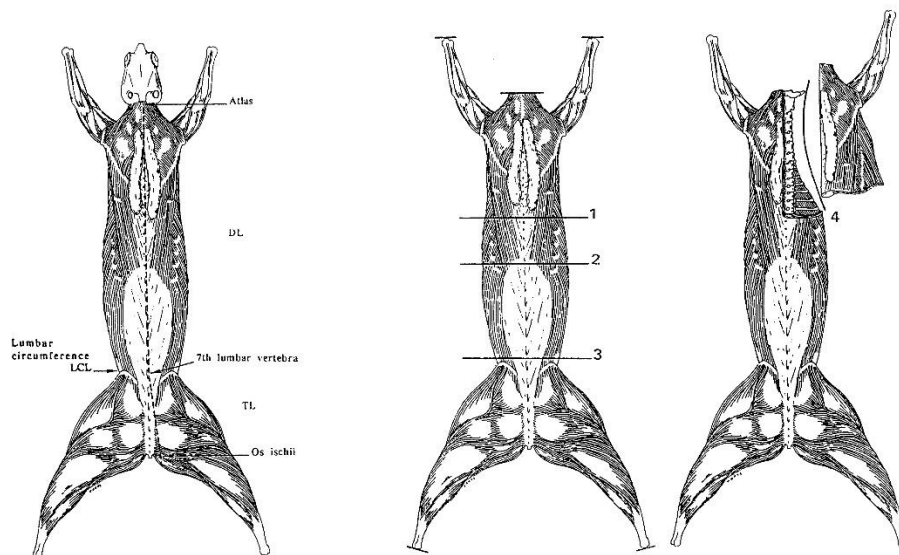 Atlas
DL
Lumbar
circumference
LCL
7th lumbar vertebra
TL
Os ischii
1
2
3
4